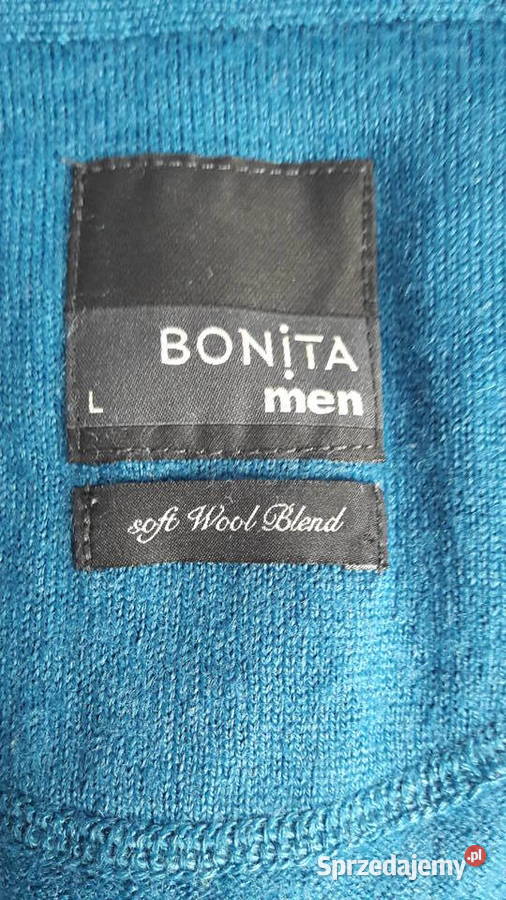 BONiTA
L men
soft Wool Blend
Sprzedajemy.pl